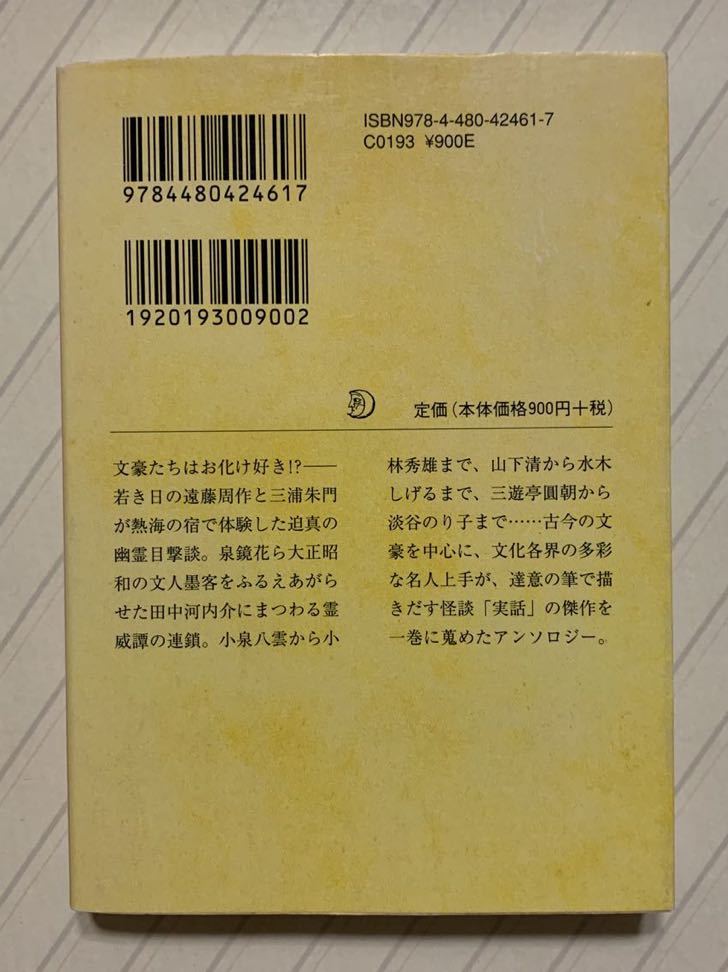 ISBN978-4-480-42461-7
C0193 ¥900E
9784480424617
1920193009002
定価(本体価格900円+税)
文豪たちはお化け好き!?――
若き日の遠藤周作と三浦朱門
が熱海の宿で体験した迫真の
幽霊目撃談。泉鏡花ら大正昭
和の文人墨客をふるえあがら
せた田中河内介にまつわる霊
威譚の連鎖。小泉八雲から小
林秀雄まで、山下清から水木
しげるまで、三遊亭圓朝から
淡谷のり子まで……古今の文
豪を中心に、文化各界の多彩
な名人上手が、達意の筆で描
きだす怪談「実話」の傑作を
一巻に蒐めたアンソロジー。